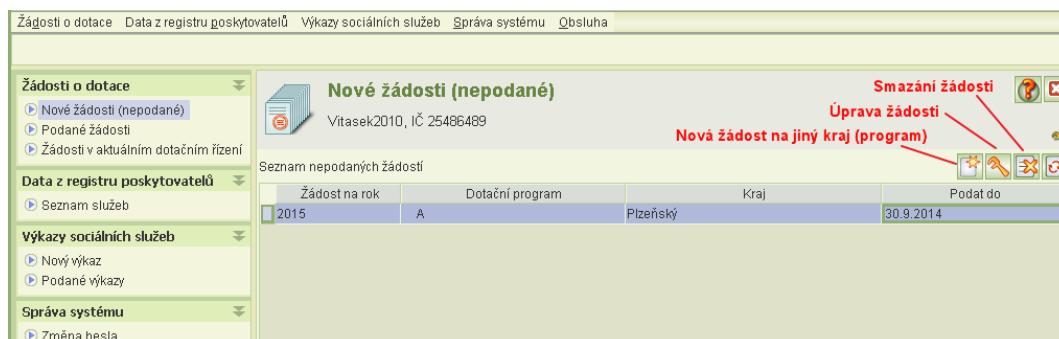 Žádosti o dotace Data z registru poskytovatelů Výkazy sociálních služeb Správa systému Obsluha
Žádosti o dotace
Nové žádosti (nepodané)
Podané žádosti
Žádosti v aktuálním dotačním řízení
Data z registru poskytovatelů
Seznam služeb
Výkazy sociálních služeb
Nový výkaz
Podané výkazy
Správa systému
Změna hesla
Nové žádosti (nepodané)
Vitasek2010, IČ 25486489
Smazání žádosti
Úprava žádosti
Nová žádost na jiný kraj (program)
Seznam nepodaných žádostí
Žádost na rok Dotační program Kraj Podat do
2015 A Plzeňský 30.9.2014